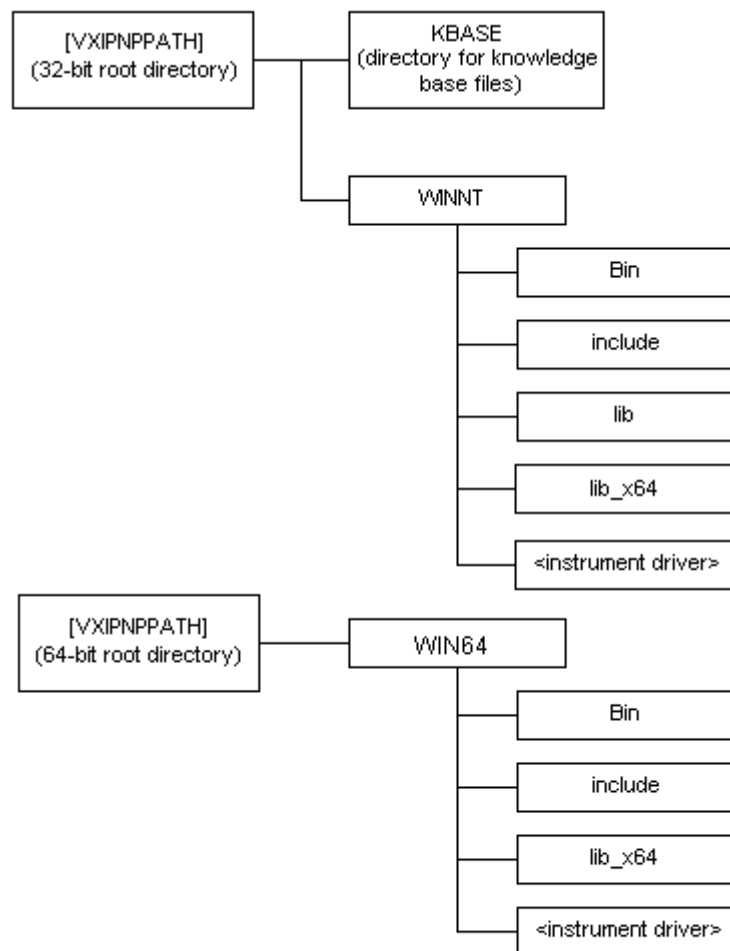 [VXIPNPPATH]
(32-bit root directory)
KBASE
(directory for knowledge
base files)
WINNT
Bin
include
lib
lib_x64
<instrument driver>
[VXIPNPPATH]
(64-bit root directory)
WIN64
Bin
include
lib_x64
<instrument driver>